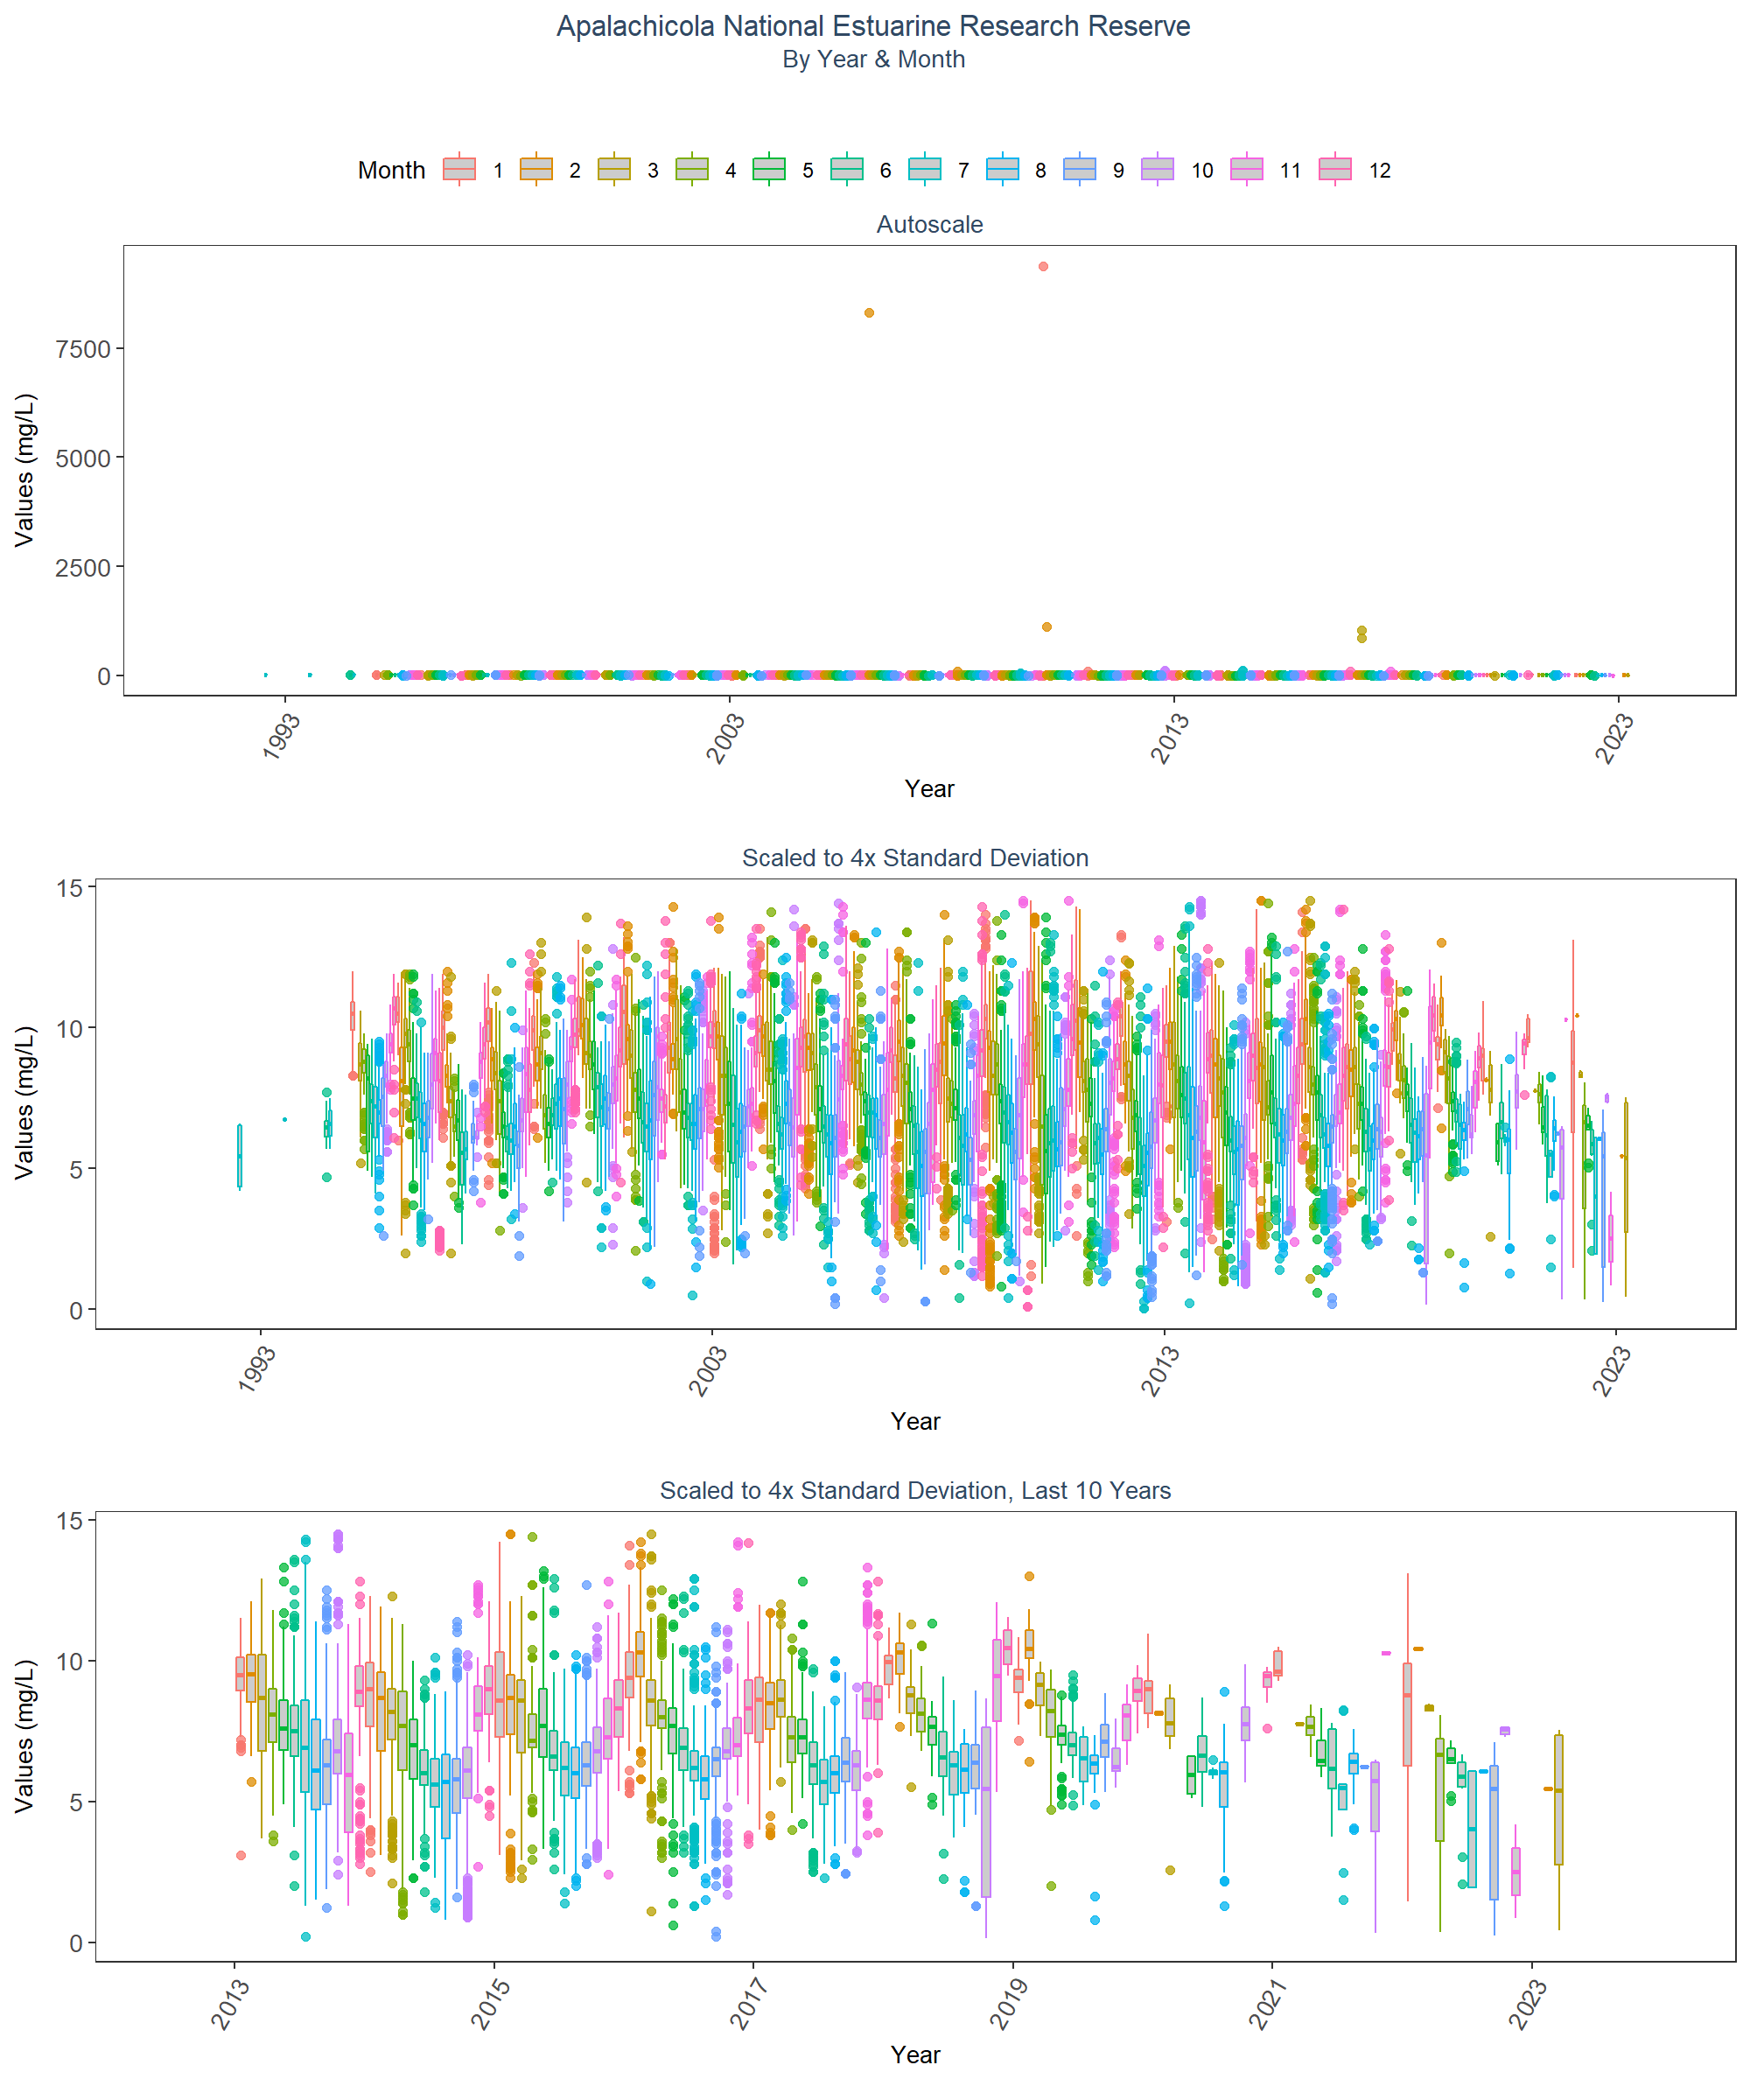 Apalachicola National Estuarine Research Reserve
By Year & Month
Month 1 2 3 4 5 6 7 8 9 10 11 12
Autoscale
Values (mg/L)
7500
5000
2500
0
1993 2003 2013 2023
Year
Scaled to 4x Standard Deviation
Values (mg/L)
15
10
5
0
1993 2003 2013 2023
Year
Scaled to 4x Standard Deviation, Last 10 Years
Values (mg/L)
15
10
5
0
2013 2015 2017 2019 2021 2023
Year